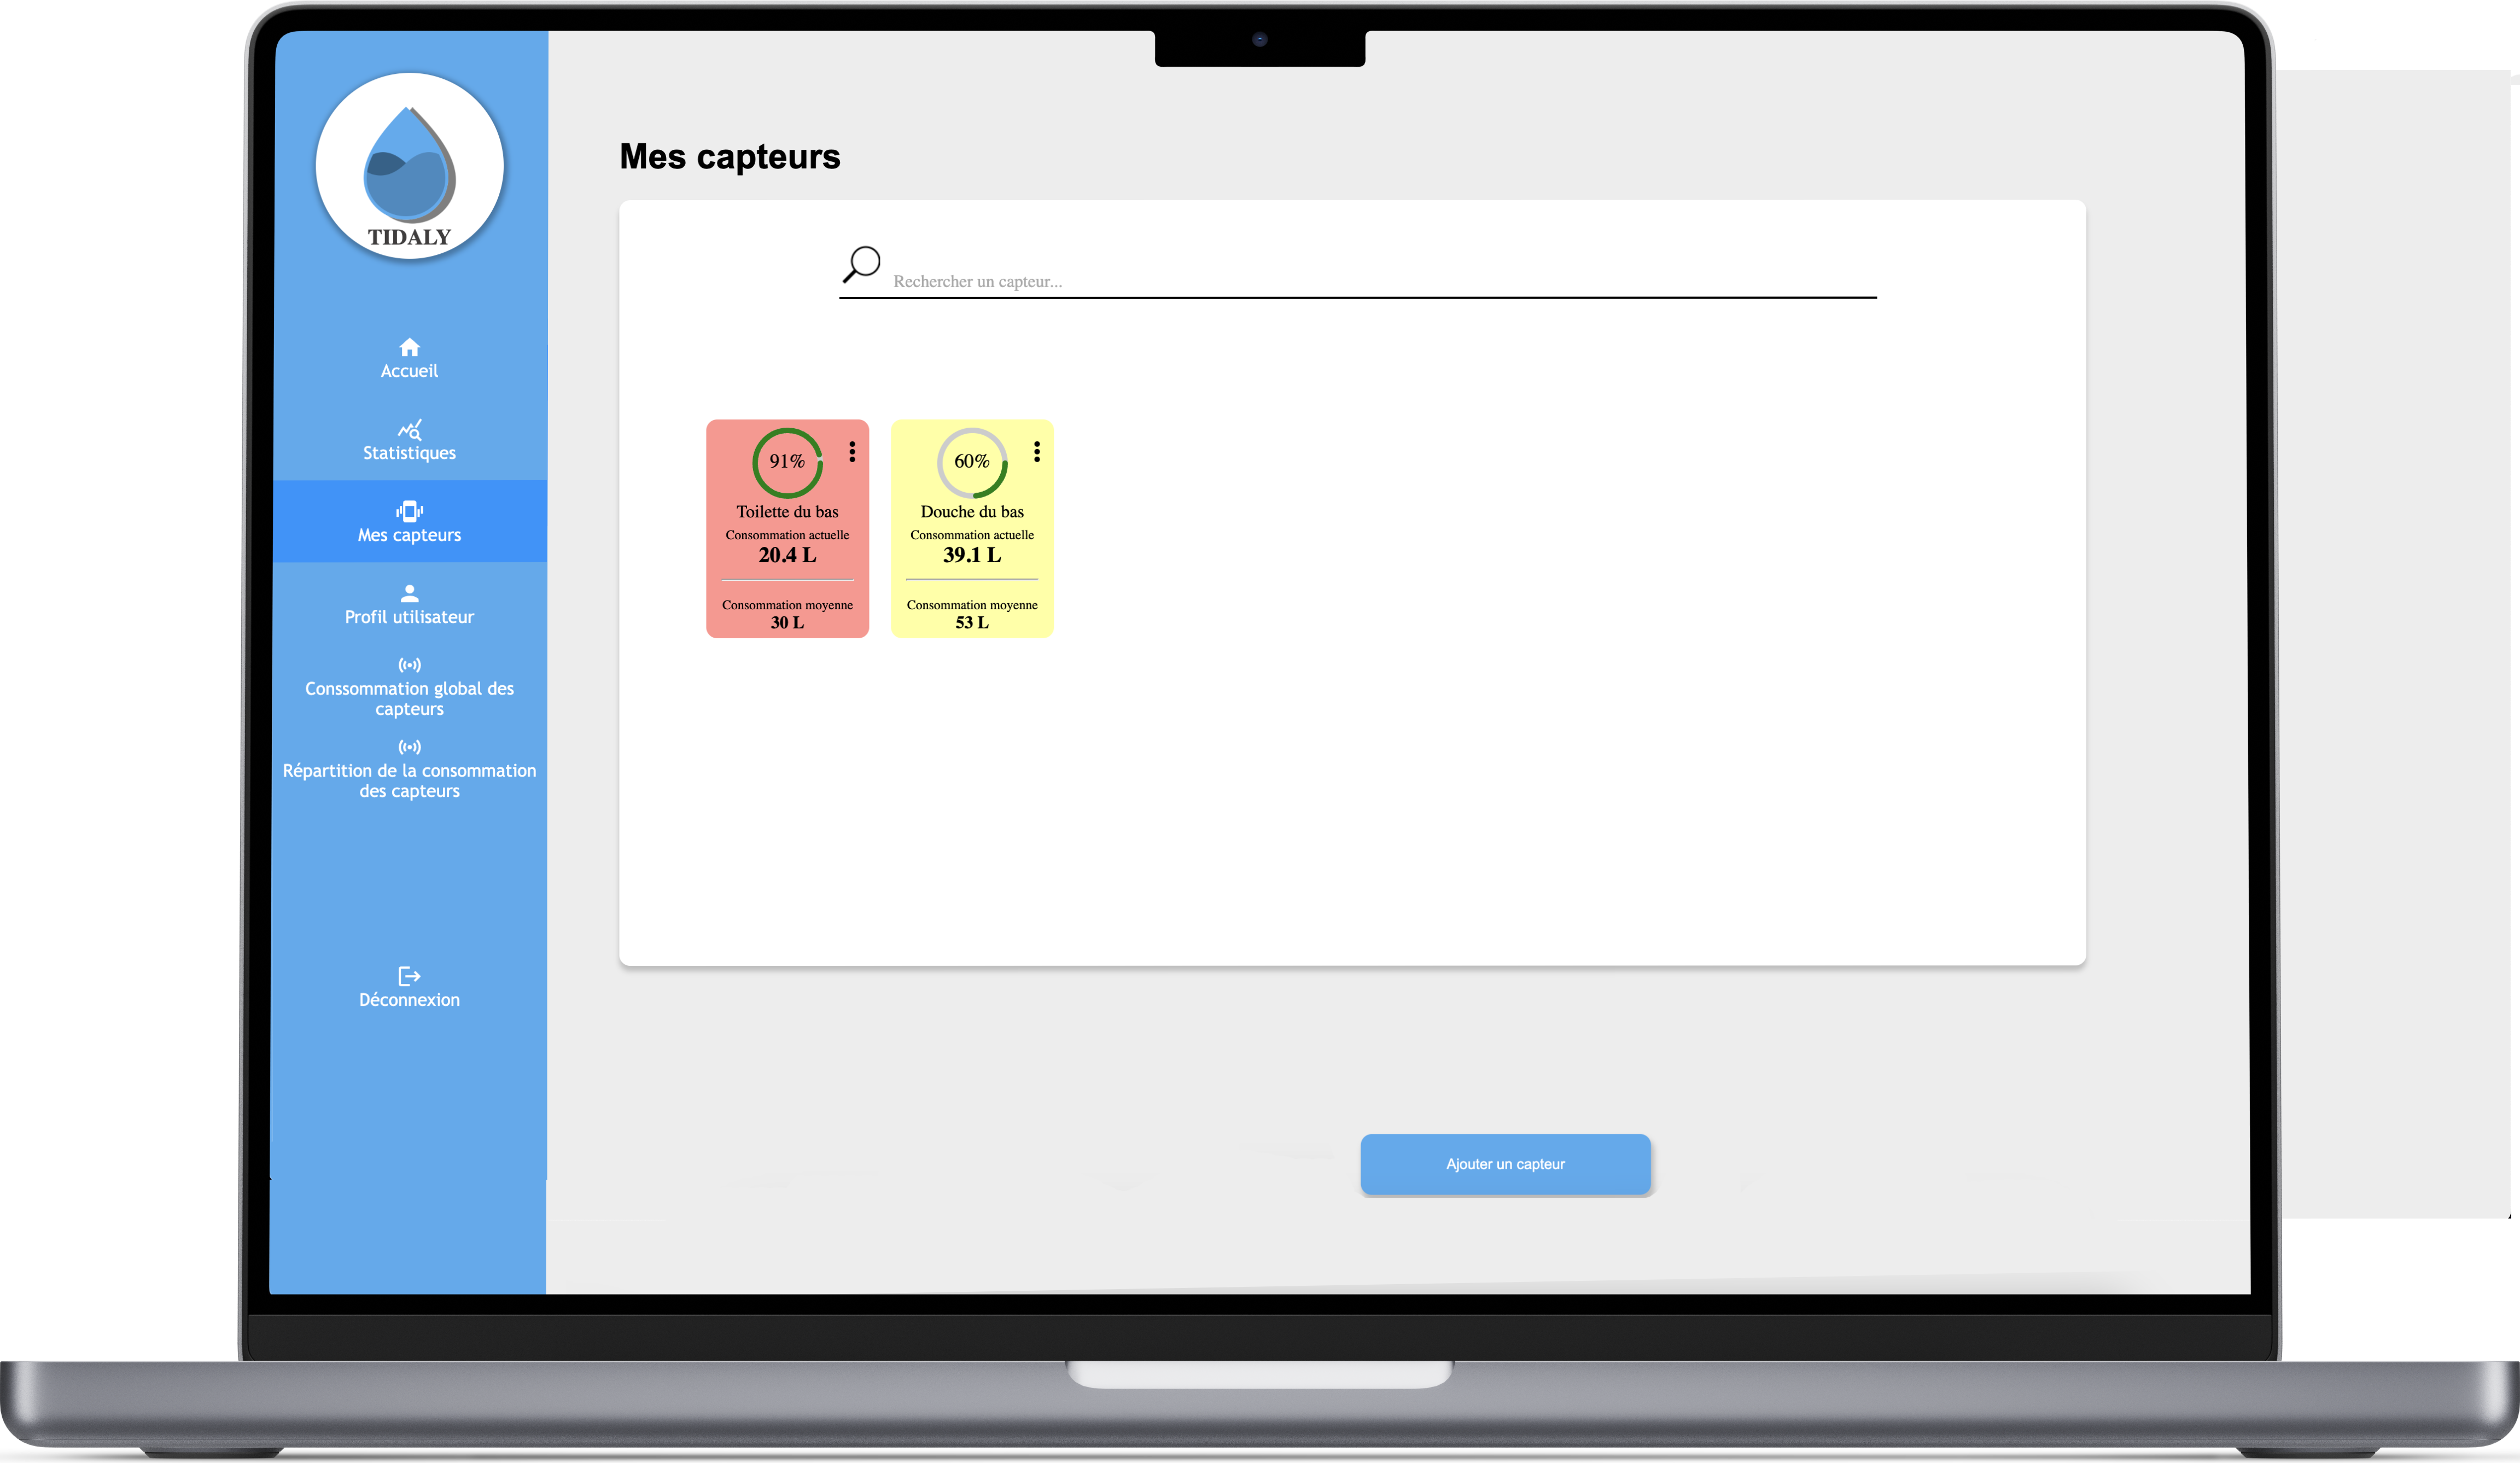 TIDALY
Accueil
Statistiques
Mes capteurs
Profil utilisateur
Conssommation global des
capteurs
Répartition de la consommation
des capteurs
Déconnexion
Mes capteurs
Rechercher un capteur...
91%
Toilette du bas
Consommation actuelle
20.4 L
Consommation moyenne
30 L
60%
Douche du bas
Consommation actuelle
39.1 L
Consommation moyenne
53 L
Ajouter un capteur